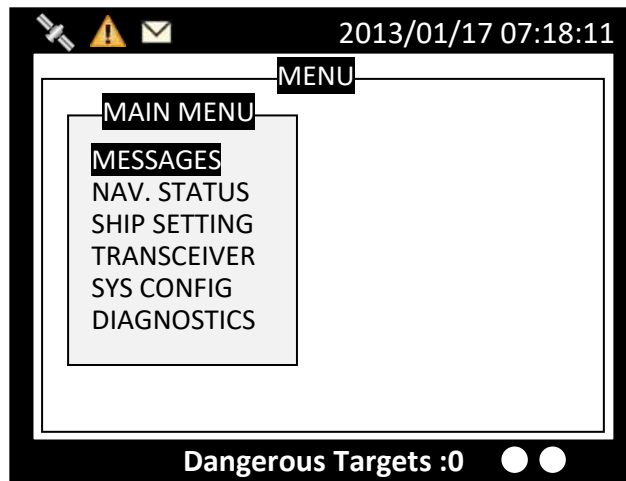 2013/01/17 07:18:11
MENU
MAIN MENU
MESSAGES
NAV. STATUS
SHIP SETTING
TRANSCEIVER
SYS CONFIG
DIAGNOSTICS
Dangerous Targets :0